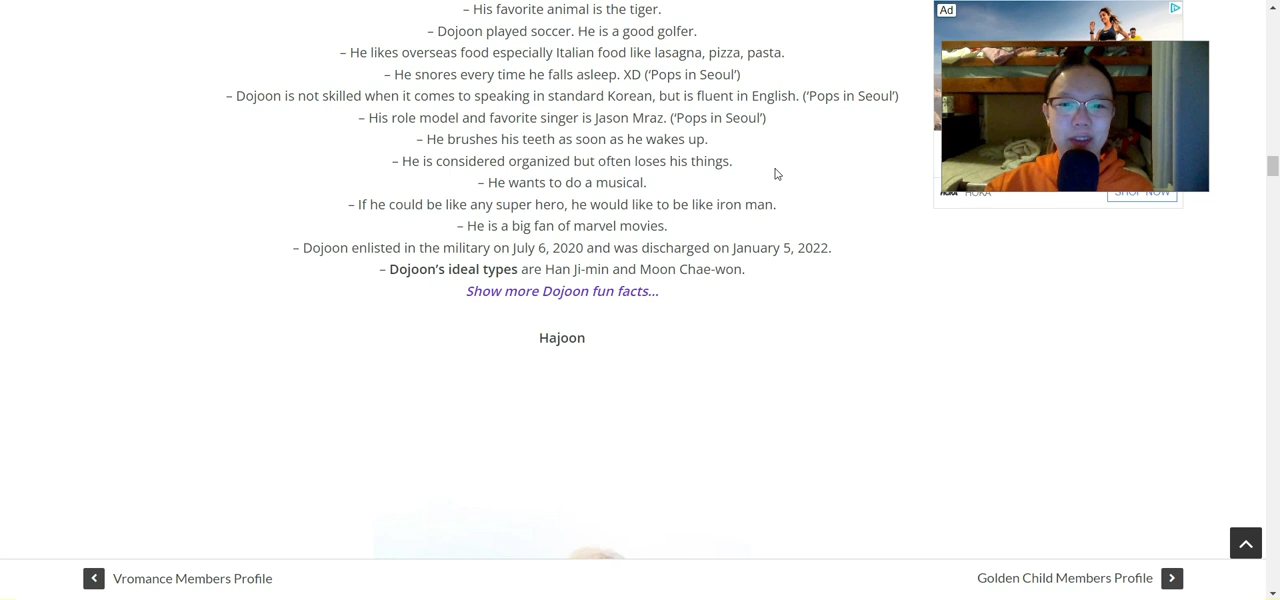 – His favorite animal is the tiger.
– Dojoon played soccer. He is a good golfer.
– He likes overseas food especially Italian food like lasagna, pizza, pasta.
– He snores every time he falls asleep. XD (‘Pops in Seoul’)
– Dojoon is not skilled when it comes to speaking in standard Korean, but is fluent in English. (‘Pops in Seoul’)
– His role model and favorite singer is Jason Mraz. (‘Pops in Seoul’)
– He brushes his teeth as soon as he wakes up.
– He is considered organized but often loses his things.
– He wants to do a musical.
– If he could be like any super hero, he would like to be like iron man.
– He is a big fan of marvel movies.
– Dojoon enlisted in the military on July 6, 2020 and was discharged on January 5, 2022.
– Dojoon’s ideal types are Han Ji-min and Moon Chae-won.
Show more Dojoon fun facts...
Hajoon
Ad
HOKA SHOP NOW
Vromance Members Profile
Golden Child Members Profile